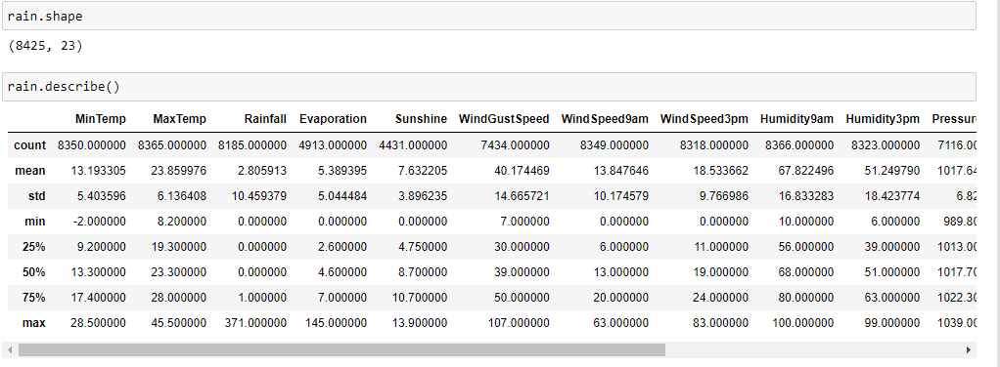 rain.shape
(8425, 23)
rain.describe()
MinTemp MaxTemp Rainfall Evaporation Sunshine WindGustSpeed WindSpeed9am WindSpeed3pm Humidity9am Humidity3pm Pressure
count 8350.000000 8365.000000 8185.000000 4913.000000 4431.000000 7434.000000 8349.000000 8318.000000 8366.000000 8323.000000 7116.00
mean 13.193305 23.859976 2.805913 5.389395 7.632205 40.174469 13.847646 18.533662 67.822496 51.249790 1017.64
std 5.403596 6.136408 10.459379 5.044484 3.896235 14.665721 10.174579 9.766986 16.833283 18.423774 6.82
min -2.000000 8.200000 0.000000 0.000000 0.000000 7.000000 0.000000 0.000000 10.000000 6.000000 989.80
25% 9.200000 19.300000 0.000000 2.600000 4.750000 30.000000 6.000000 11.000000 56.000000 39.000000 1013.00
50% 13.300000 23.300000 0.000000 4.600000 8.700000 39.000000 13.000000 19.000000 68.000000 51.000000 1017.70
75% 17.400000 28.000000 1.000000 7.000000 10.700000 50.000000 20.000000 24.000000 80.000000 63.000000 1022.30
max 28.500000 45.500000 371.000000 145.000000 13.900000 107.000000 63.000000 83.000000 100.000000 99.000000 1039.00